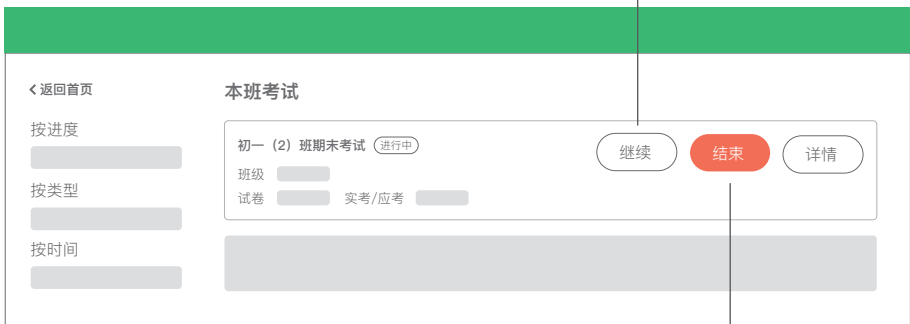 返回首页
本班考试
按进度
按类型
按时间
初一（2）班期末考试 进行中
班级
试卷 实考/应考
继续 结束 详情